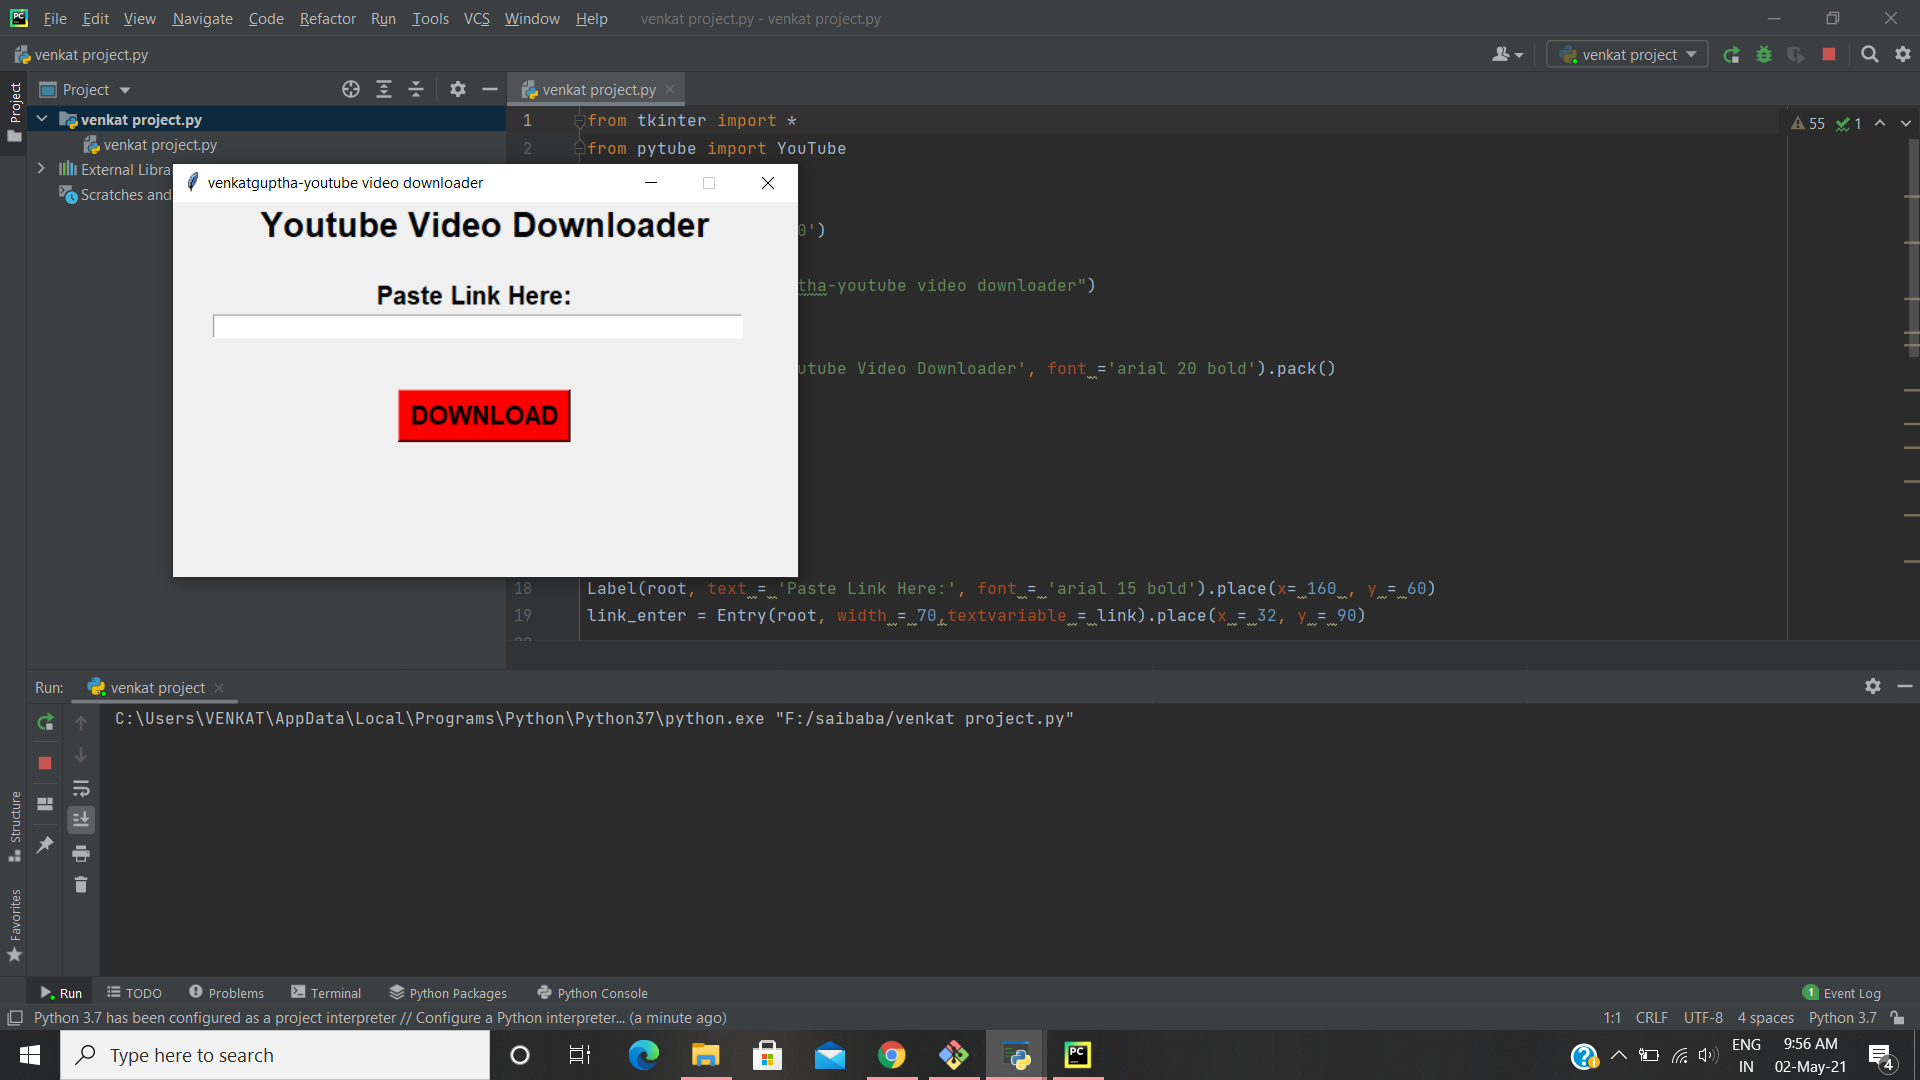 File Edit View Navigate Code Refactor Run Tools VCS Window Help venkat project.py - venkat project.py
venkat project.py
venkat project
Project
Project
venkat project.py
venkat project.py
External Libra
Scratches and
venkat project.py
55 1
1 from tkinter import *
2 from pytube import YouTube
0')
tha-youtube video downloader")
utube Video Downloader', font ='arial 20 bold').pack()
18 Label(root, text = 'Paste Link Here:', font = 'arial 15 bold').place(x= 160 , y = 60)
19 link_enter = Entry(root, width = 70,textvariable = link).place(x = 32, y = 90)
venkatguptha-youtube video downloader
Youtube Video Downloader
Paste Link Here:
DOWNLOAD
Run: venkat project
C:\Users\VENKAT\AppData\Local\Programs\Python\Python37\python.exe "F:/saibaba/venkat project.py"
Structure
Favorites
Run TODO Problems Terminal Python Packages Python Console 1 Event Log
Python 3.7 has been configured as a project interpreter // Configure a Python interpreter... (a minute ago) 1:1 CRLF UTF-8 4 spaces Python 3.7
Type here to search
PC
ENG
IN
9:56 AM
02-May-21
4